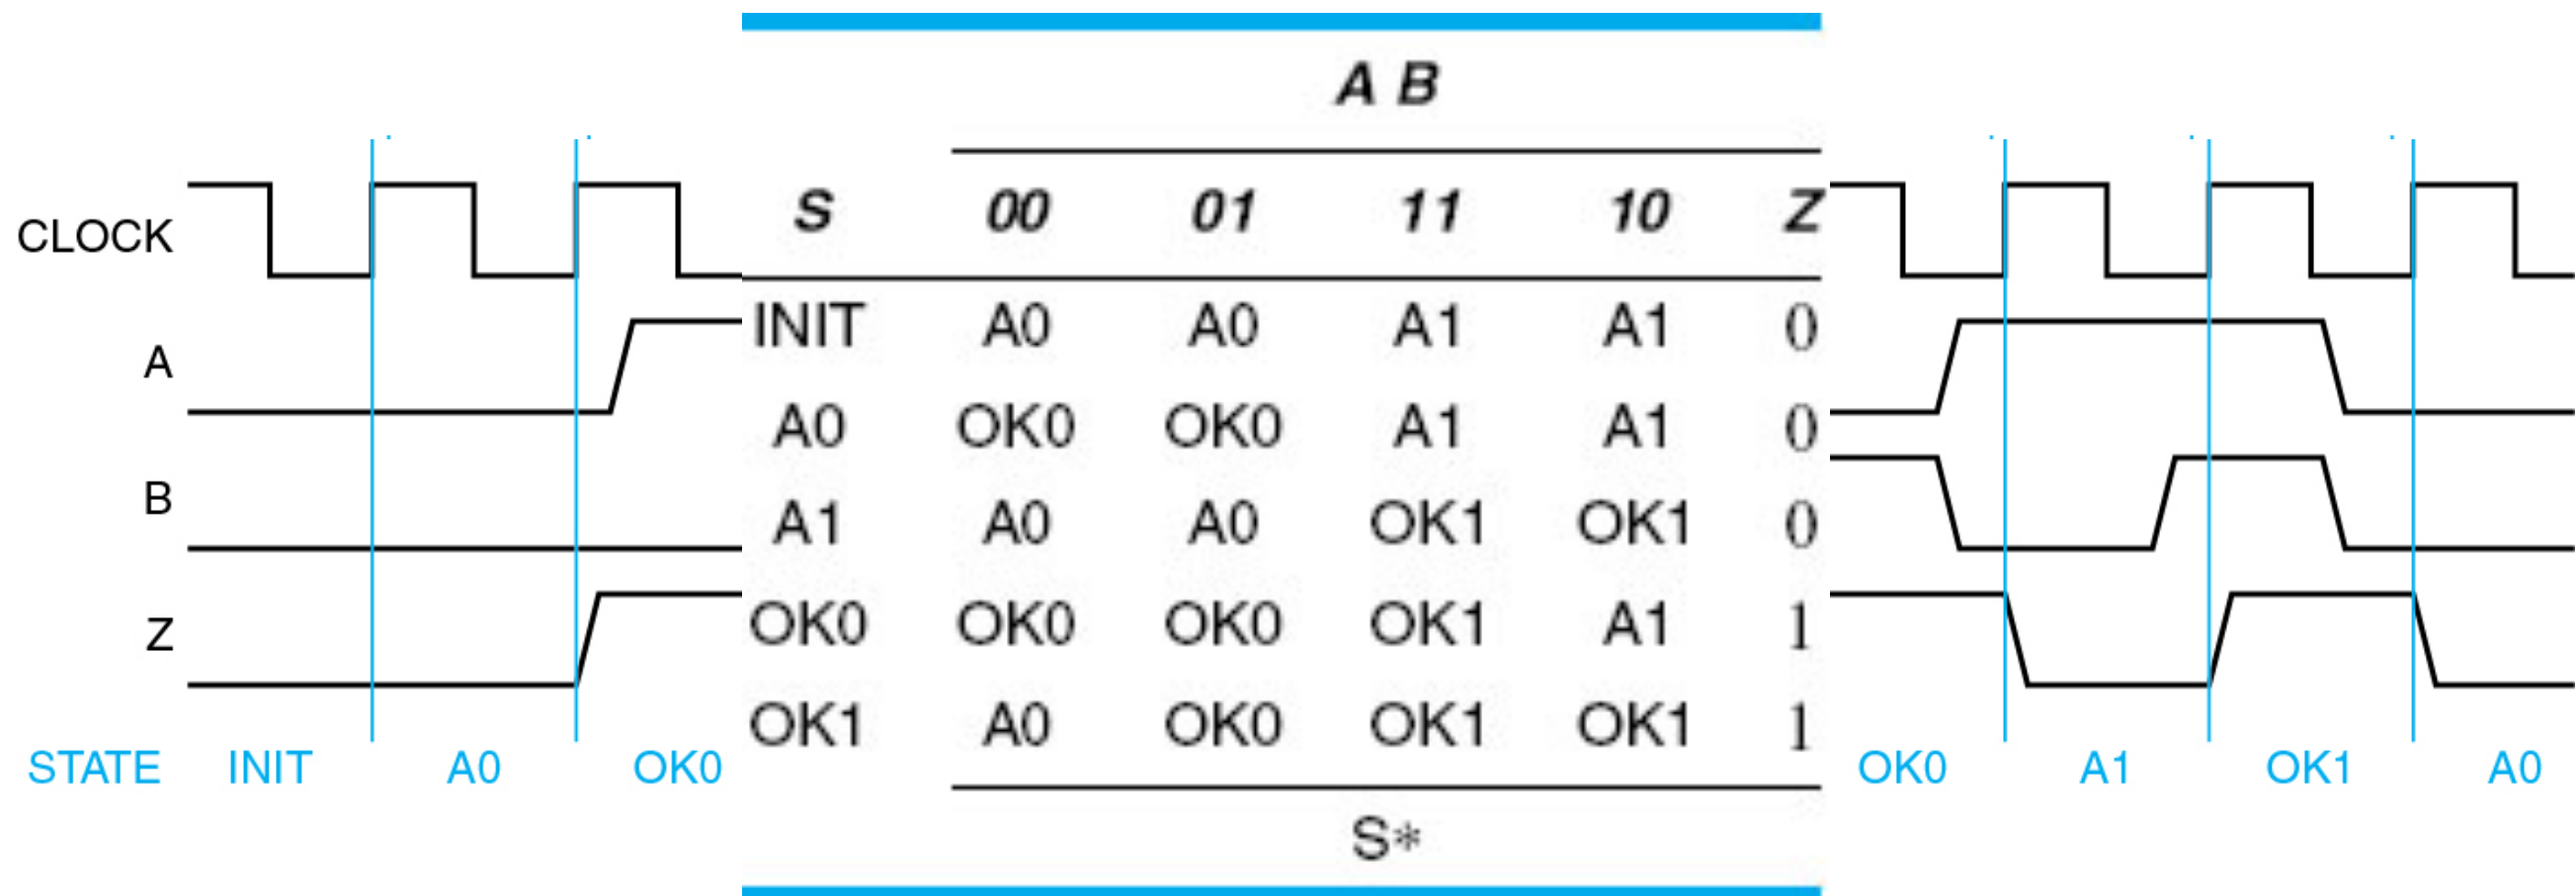 A B
CLOCK
S 00 01 11 10 Z
A
INIT A0 A0 A1 A1 0
A0 OK0 OK0 A1 A1 0
B
A1 A0 A0 OK1 OK1 0
Z
OK0 OK0 OK0 OK1 A1 1
OK1 A0 OK0 OK1 OK1 1
STATE INIT A0 OK0
OK0 A1 OK1 A0
S*